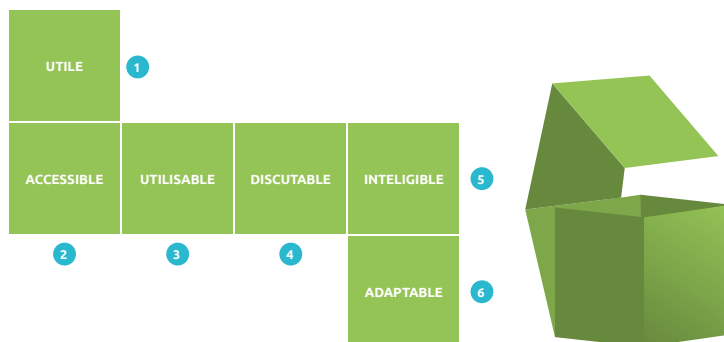 UTILE
1
ACCESSIBLE
UTILISABLE
DISCUTABLE
INTELIGIBLE
5
2
3
4
ADAPTABLE
6